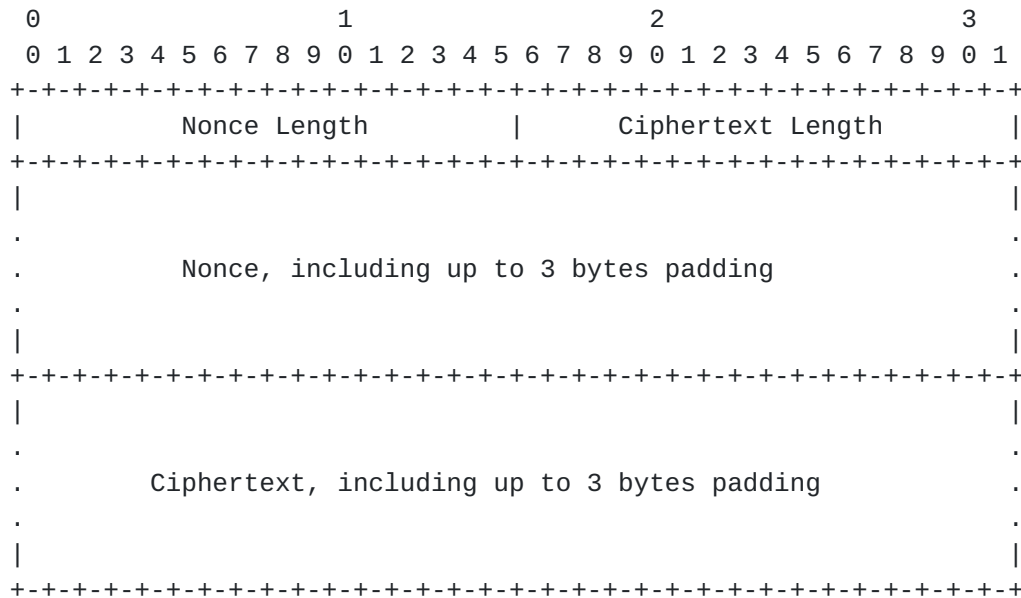 0                   1                   2                   3
 0 1 2 3 4 5 6 7 8 9 0 1 2 3 4 5 6 7 8 9 0 1 2 3 4 5 6 7 8 9 0 1
+-+-+-+-+-+-+-+-+-+-+-+-+-+-+-+-+-+-+-+-+-+-+-+-+-+-+-+-+-+-+-+-+
|          Nonce Length         |      Ciphertext Length        |
+-+-+-+-+-+-+-+-+-+-+-+-+-+-+-+-+-+-+-+-+-+-+-+-+-+-+-+-+-+-+-+-+
|                                                               |
.                                                               .
.          Nonce, including up to 3 bytes padding               .
.                                                               .
|                                                               |
+-+-+-+-+-+-+-+-+-+-+-+-+-+-+-+-+-+-+-+-+-+-+-+-+-+-+-+-+-+-+-+-+
|                                                               |
.                                                               .
.        Ciphertext, including up to 3 bytes padding            .
.                                                               .
|                                                               |
+-+-+-+-+-+-+-+-+-+-+-+-+-+-+-+-+-+-+-+-+-+-+-+-+-+-+-+-+-+-+-+-+